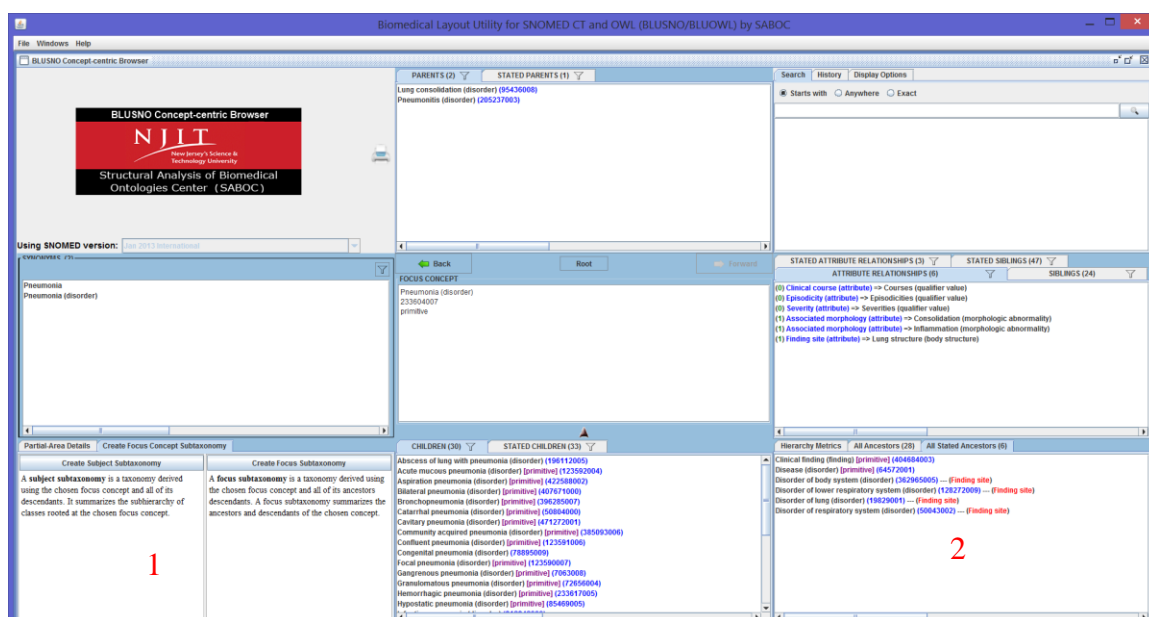 Biomedical Layout Utility for SNOMED CT and OWL (BLUSNO/BLUOWL) by SABOC
File Windows Help
BLUSNO Concept-centric Browser
BLUSNO Concept-centric Browser
NJIT
New Jersey's Science &
Technology University
Structural Analysis of Biomedical
Ontologies Center (SABOC)
Using SNOMED version: Jan 2013 International
PARENTS (2) STATED PARENTS (1)
Lung consolidation (disorder) (95436008)
Pneumonitis (disorder) (205237003)
Search History Display Options
Starts with Anywhere Exact
SYNONYMS (2)
Pneumonia
Pneumonia (disorder)
Back Root Forward
FOCUS CONCEPT
Pneumonia (disorder)
233604007
primitive
STATED ATTRIBUTE RELATIONSHIPS (3) STATED SIBLINGS (47)
ATTRIBUTE RELATIONSHIPS (6) SIBLINGS (24)
(0) Clinical course (attribute) => Courses (qualifier value)
(0) Episodicity (attribute) => Episodicities (qualifier value)
(0) Severity (attribute) => Severities (qualifier value)
(1) Associated morphology (attribute) => Consolidation (morphologic abnormality)
(1) Associated morphology (attribute) => Inflammation (morphologic abnormality)
(1) Finding site (attribute) => Lung structure (body structure)
Partial-Area Details Create Focus Concept Subtaxonomy
Create Subject Subtaxonomy
A subject subtaxonomy is a taxonomy derived
using the chosen focus concept and all of its
descendants. It summarizes the subhierarchy of
classes rooted at the chosen focus concept.
1
Create Focus Subtaxonomy
A focus subtaxonomy is a taxonomy derived using
the chosen focus concept and all of its ancestors
descendants. A focus subtaxonomy summarizes the
ancestors and descendants of the chosen concept.
CHILDREN (30) STATED CHILDREN (33)
Abscess of lung with pneumonia (disorder) (196112005)
Acute mucous pneumonia (disorder) [primitive] (123592004)
Aspiration pneumonia (disorder) [primitive] (422588002)
Bilateral pneumonia (disorder) [primitive] (407671000)
Bronchopneumonia (disorder) [primitive] (396285007)
Catarrhal pneumonia (disorder) [primitive] (50804000)
Cavitary pneumonia (disorder) [primitive] (471272001)
Community acquired pneumonia (disorder) [primitive] (385093006)
Confluent pneumonia (disorder) [primitive] (123591006)
Congenital pneumonia (disorder) (78895009)
Focal pneumonia (disorder) [primitive] (123590007)
Gangrenous pneumonia (disorder) [primitive] (7063008)
Granulomatous pneumonia (disorder) [primitive] (72656004)
Hemorrhagic pneumonia (disorder) [primitive] (233617005)
Hypostatic pneumonia (disorder) [primitive] (85469005)
Hierarchy Metrics All Ancestors (28) All Stated Ancestors (6)
Clinical finding (finding) [primitive] (404684003)
Disease (disorder) [primitive] (64572001)
Disorder of body system (disorder) (362965005) --- (Finding site)
Disorder of lower respiratory system (disorder) (128272009) --- (Finding site)
Disorder of lung (disorder) (19829001) --- (Finding site)
Disorder of respiratory system (disorder) (50043002) --- (Finding site)
2